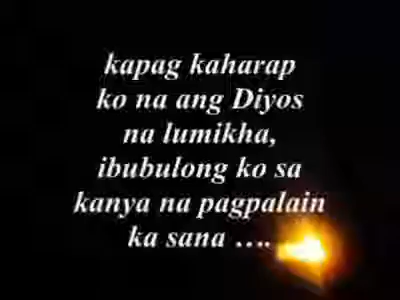 kapag kaharap
ko na ang Diyos
na lumikha,
ibubulong ko sa
kanya na pagpalain
ka sana ….